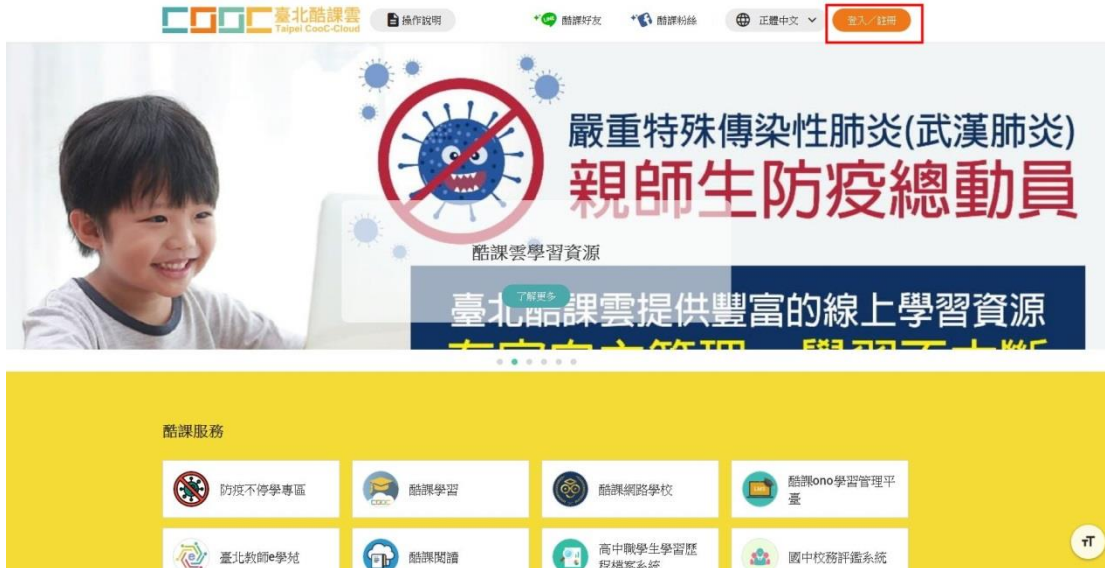 COOC 臺北酷課雲
Taipei CooC-Cloud
操作說明
酷課好友
酷課粉絲
正體中文
登入／註冊
嚴重特殊傳染性肺炎(武漢肺炎)
親師生防疫總動員
酷課雲學習資源
了解更多
臺北酷課雲提供豐富的線上學習資源
酷課服務
防疫不停學專區
酷課學習
酷課網路學校
酷課ono學習管理平
臺
臺北教師e學苑
酷課閱讀
高中職學生學習歷
程檔案系統
國中校務評鑑系統